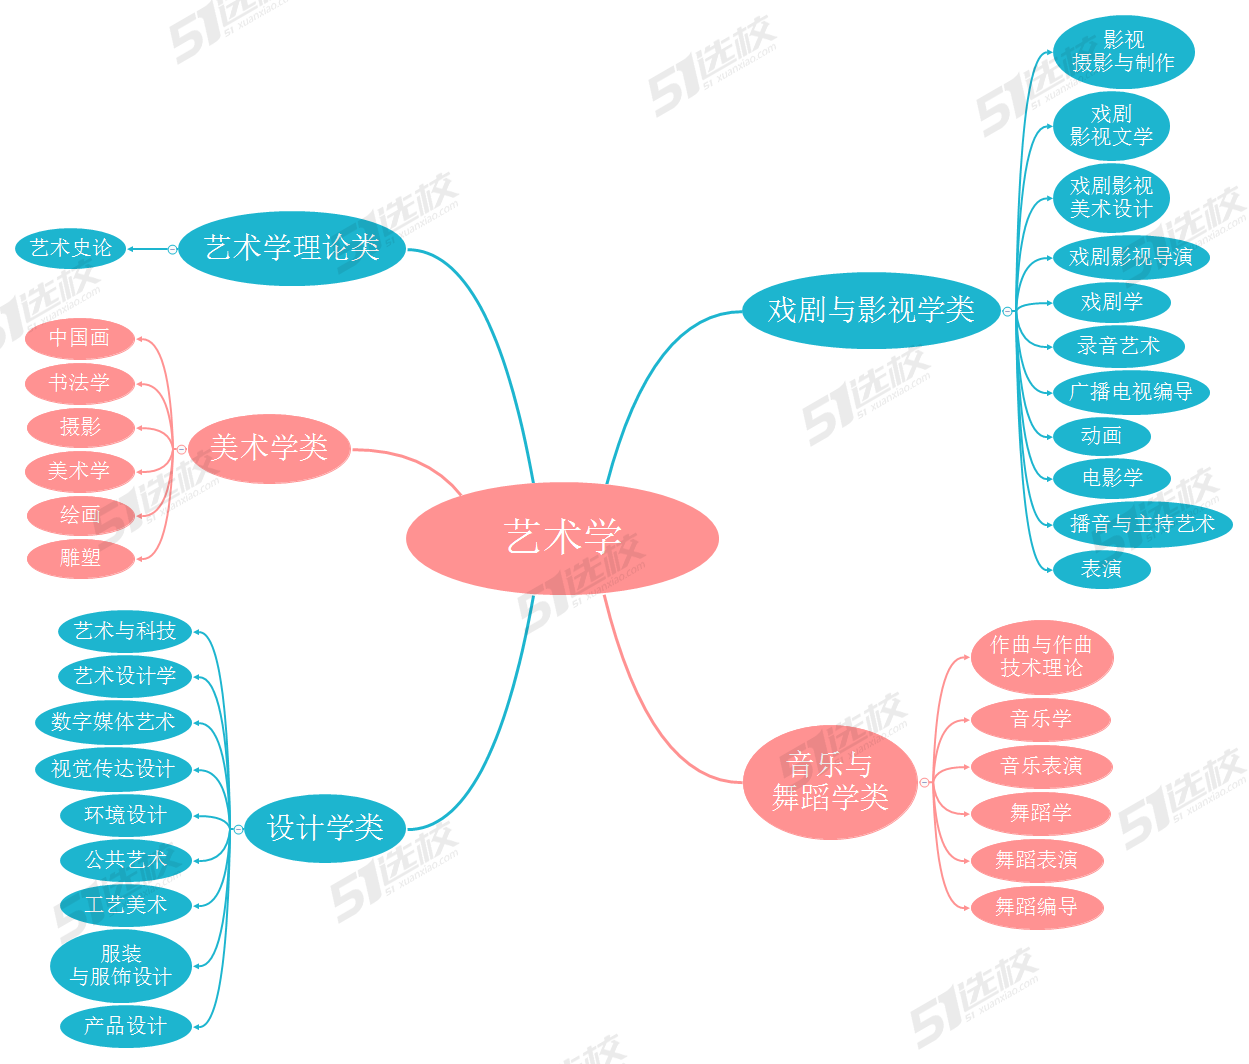 艺术学
艺术学理论类
艺术史论
美术学类
中国画
书法学
摄影
美术学
绘画
雕塑
设计学类
艺术与科技
艺术设计学
数字媒体艺术
视觉传达设计
环境设计
公共艺术
工艺美术
服装
与服饰设计
产品设计
戏剧与影视学类
影视
摄影与制作
戏剧
影视文学
戏剧影视
美术设计
戏剧影视导演
戏剧学
录音艺术
广播电视编导
动画
电影学
播音与主持艺术
表演
音乐与
舞蹈学类
作曲与作曲
技术理论
音乐学
音乐表演
舞蹈学
舞蹈表演
舞蹈编导
51选校
51xuanxiao.com